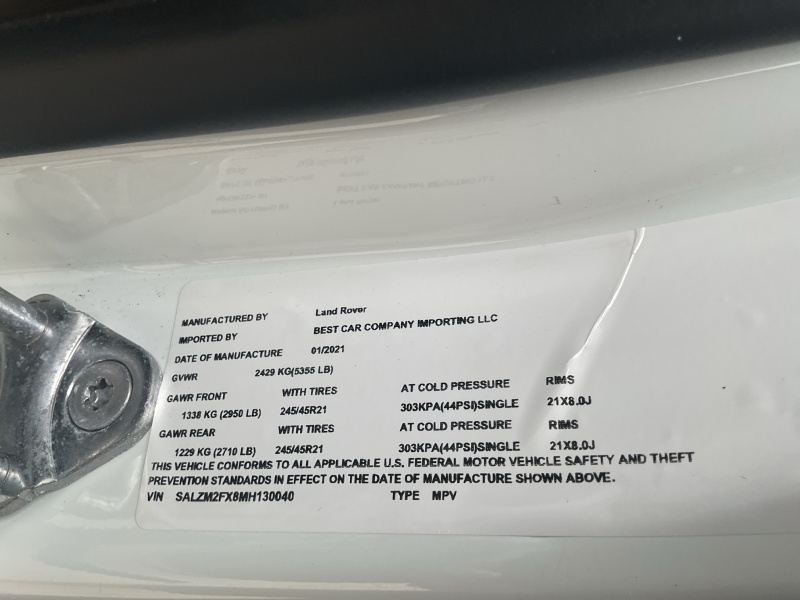 MANUFACTURED BY Land Rover
IMPORTED BY BEST CAR COMPANY IMPORTING LLC
DATE OF MANUFACTURE 01/2021
GVWR 2429 KG(5355 LB)
GAWR FRONT WITH TIRES AT COLD PRESSURE RIMS
1338 KG (2950 LB) 245/45R21 303KPA(44PSI)SINGLE 21X8.0J
GAWR REAR WITH TIRES AT COLD PRESSURE RIMS
1229 KG (2710 LB) 245/45R21 303KPA(44PSI)SINGLE 21X8.0J
THIS VEHICLE CONFORMS TO ALL APPLICABLE U.S. FEDERAL MOTOR VEHICLE SAFETY AND THEFT
PREVENTION STANDARDS IN EFFECT ON THE DATE OF MANUFACTURE SHOWN ABOVE.
VIN SALZM2FX8MH130040 TYPE MPV